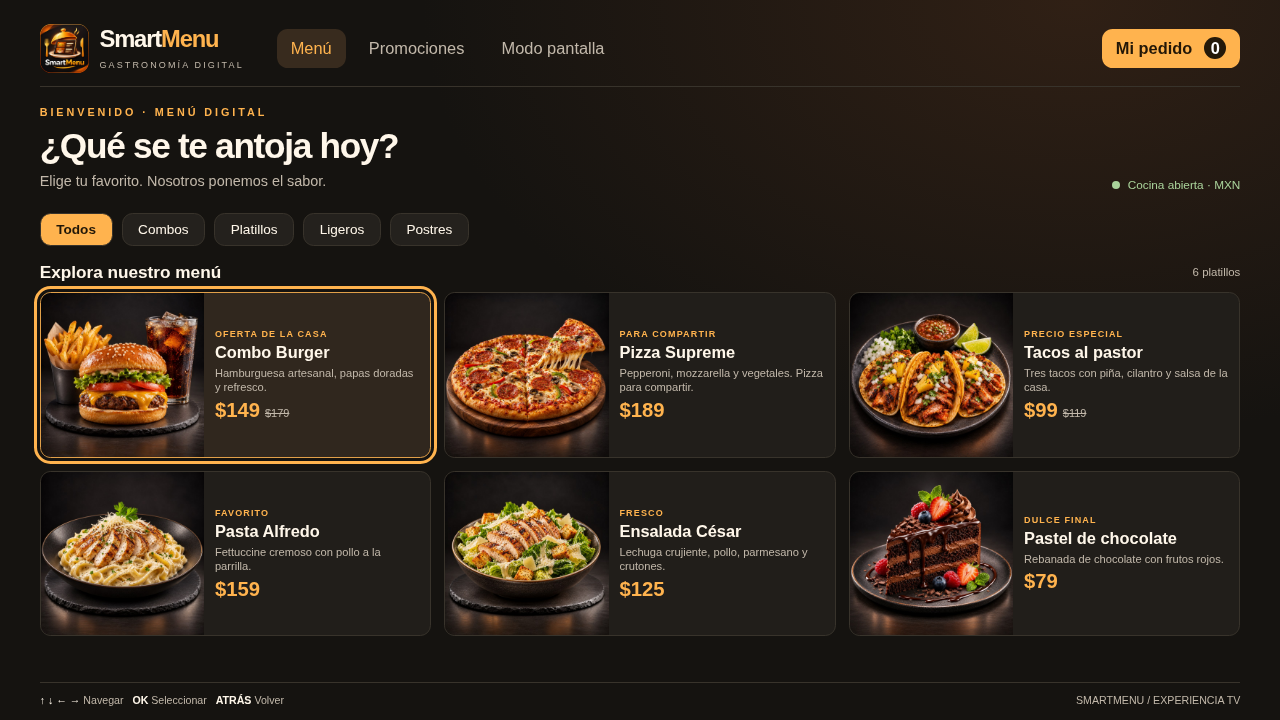 SmartMenu
SmartMenu
GASTRONOMÍA DIGITAL
Menú
Promociones
Modo pantalla
Mi pedido 0
BIENVENIDO · MENÚ DIGITAL
¿Qué se te antoja hoy?
Elige tu favorito. Nosotros ponemos el sabor.
Cocina abierta · MXN
Todos
Combos
Platillos
Ligeros
Postres
Explora nuestro menú
6 platillos
OFERTA DE LA CASA
Combo Burger
Hamburguesa artesanal, papas doradas
y refresco.
$149 $179
PARA COMPARTIR
Pizza Supreme
Pepperoni, mozzarella y vegetales. Pizza
para compartir.
$189
PRECIO ESPECIAL
Tacos al pastor
Tres tacos con piña, cilantro y salsa de la
casa.
$99 $119
FAVORITO
Pasta Alfredo
Fettuccine cremoso con pollo a la
parrilla.
$159
FRESCO
Ensalada César
Lechuga crujiente, pollo, parmesano y
crutones.
$125
DULCE FINAL
Pastel de chocolate
Rebanada de chocolate con frutos rojos.
$79
↑ ↓ ← → Navegar OK Seleccionar ATRÁS Volver
SMARTMENU / EXPERIENCIA TV